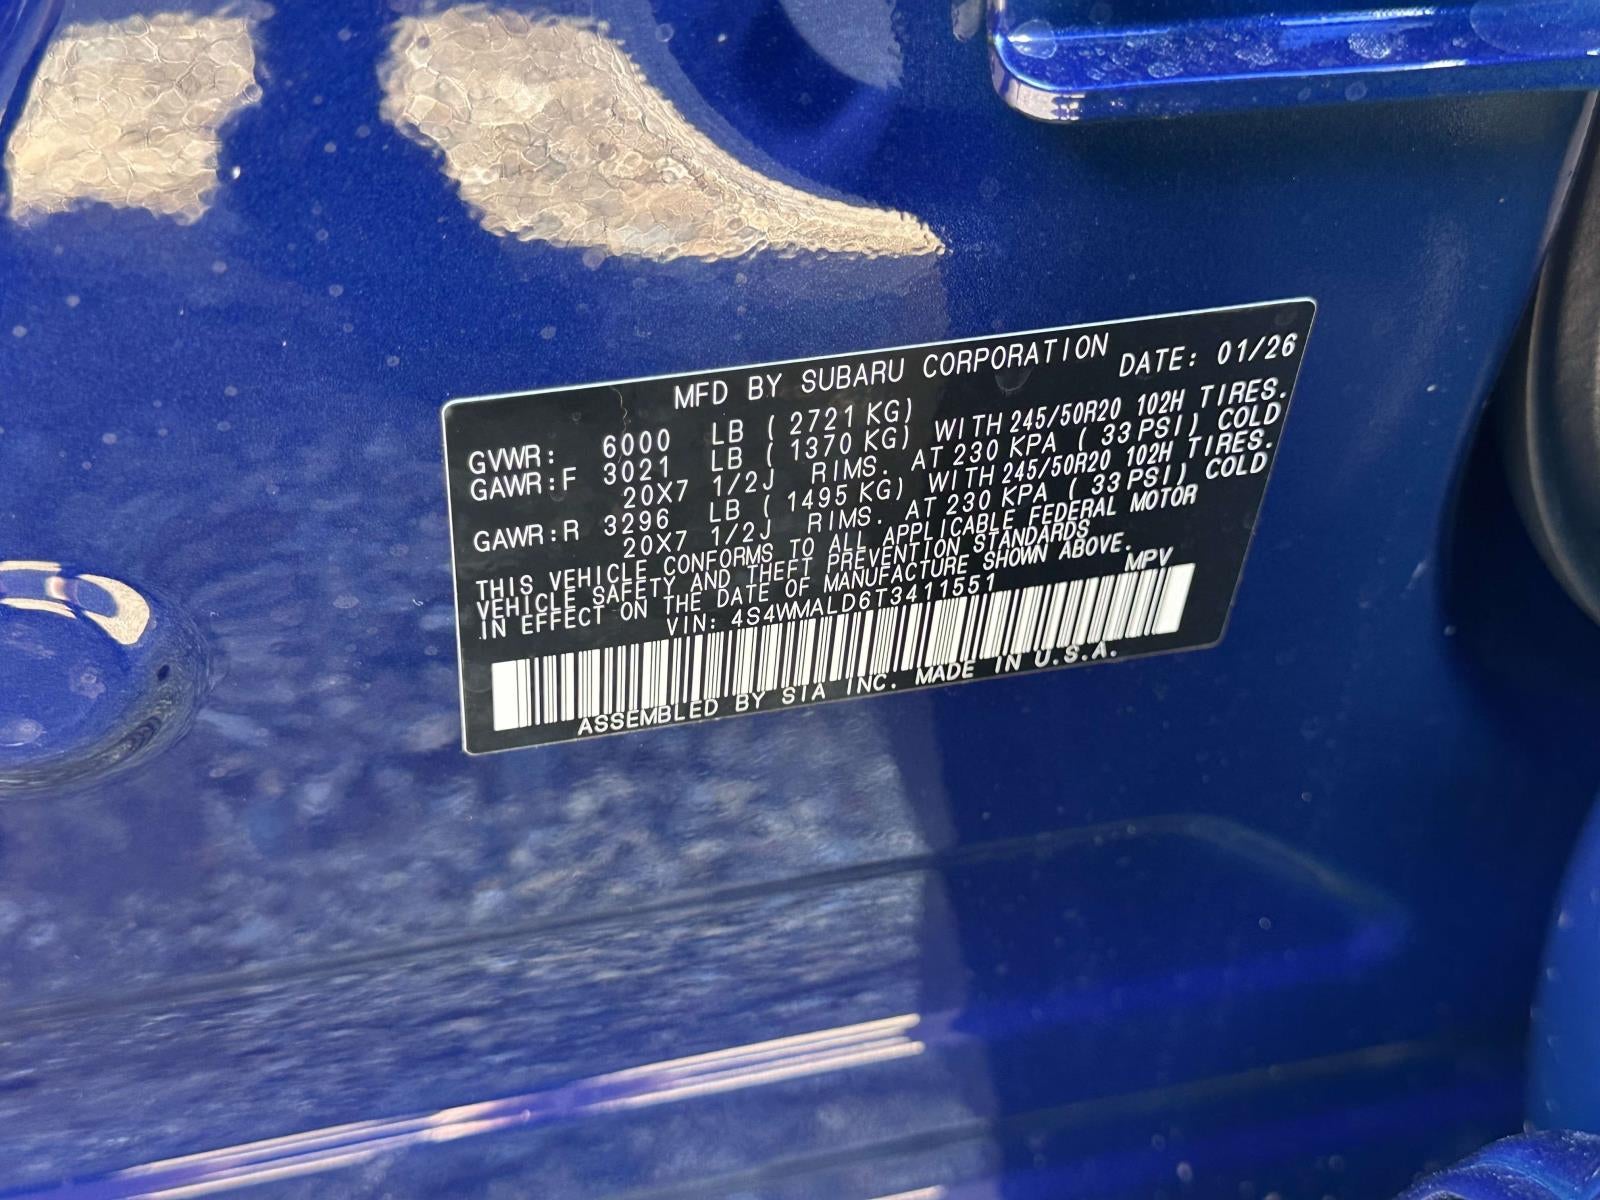 MFD BY SUBARU CORPORATION DATE: 01/26
GVWR: 6000 LB ( 2721 KG)
GAWR:F 3021 LB ( 1370 KG) WITH 245/50R20 102H TIRES.
20X7 1/2J RIMS. AT 230 KPA ( 33 PSI) COLD
GAWR:R 3296 LB ( 1495 KG) WITH 245/50R20 102H TIRES.
20X7 1/2J RIMS. AT 230 KPA ( 33 PSI) COLD
THIS VEHICLE CONFORMS TO ALL APPLICABLE FEDERAL MOTOR
VEHICLE SAFETY AND THEFT PREVENTION STANDARDS
IN EFFECT ON THE DATE OF MANUFACTURE SHOWN ABOVE.
VIN: 4S4WMALD6T3411551 MPV
ASSEMBLED BY SIA INC. MADE IN U.S.A.